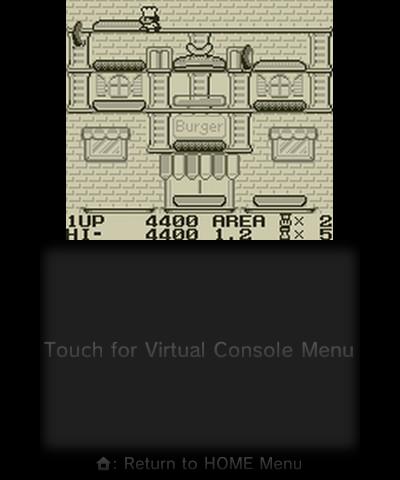 Burger
1UP 4400 AREA × 2
HI- 4400 1.2 × 5
Touch for Virtual Console Menu
: Return to HOME Menu